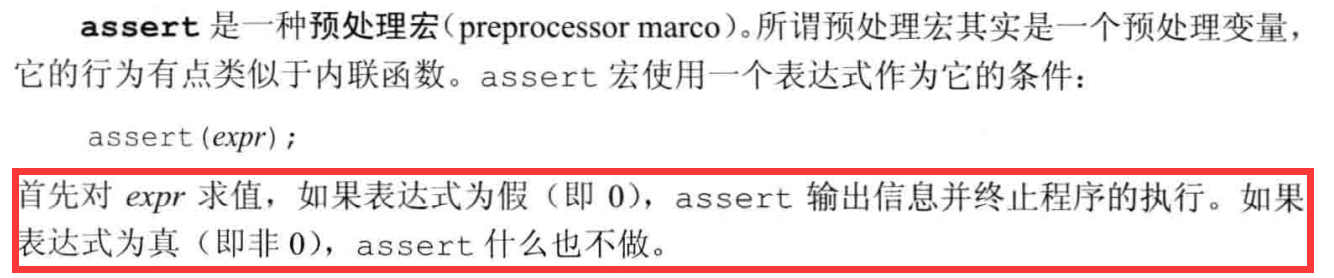 assert 是一种预处理宏(preprocessor marco)。所谓预处理宏其实是一个预处理变量，
它的行为有点类似于内联函数。assert 宏使用一个表达式作为它的条件：
assert(expr);
首先对 expr 求值，如果表达式为假（即 0），assert 输出信息并终止程序的执行。如果
表达式为真（即非 0），assert 什么也不做。